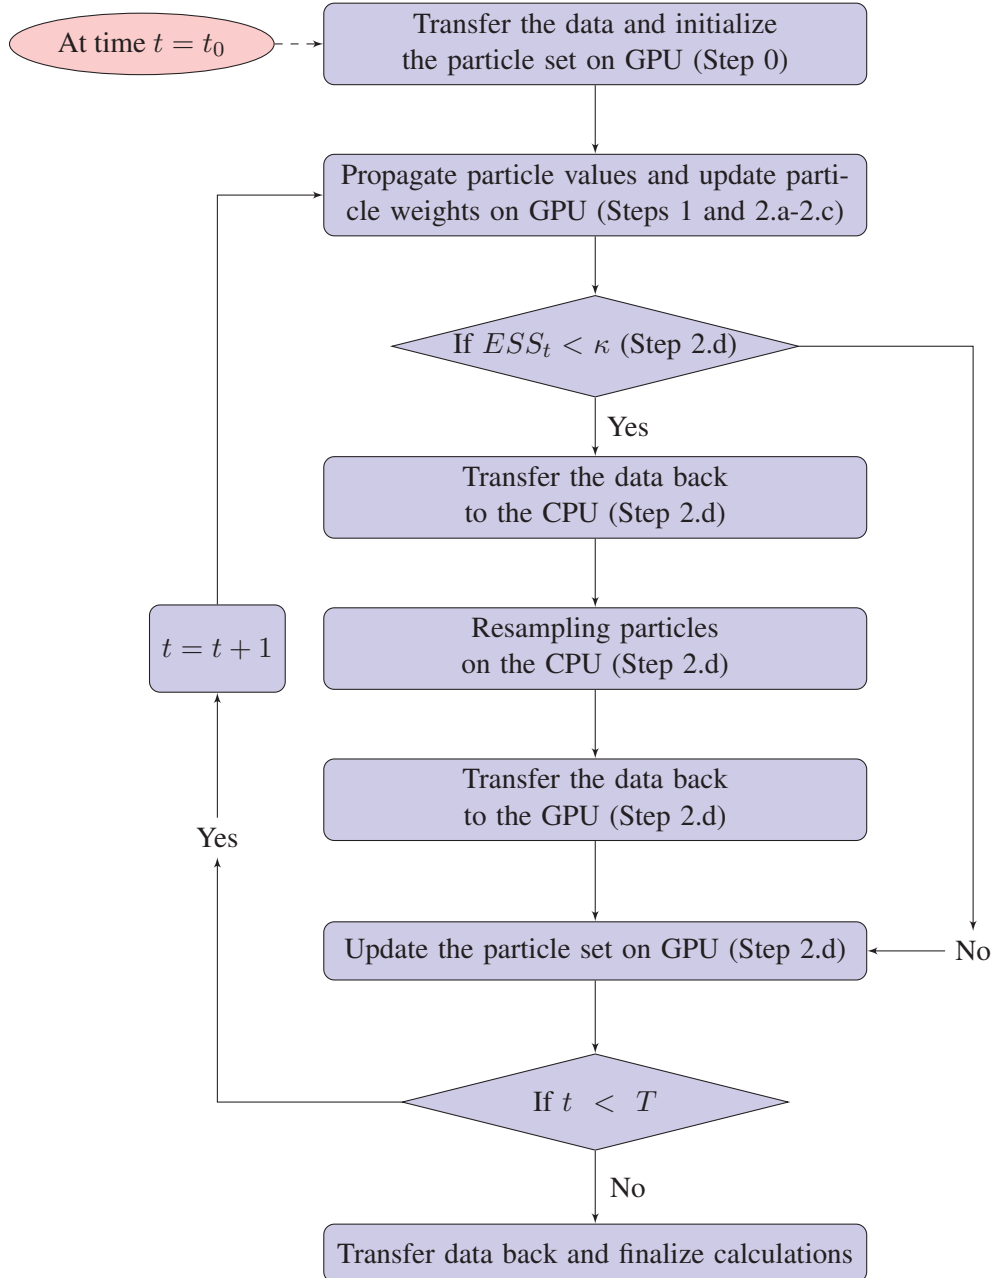 At time t = t₀
Transfer the data and initialize
the particle set on GPU (Step 0)
Propagate particle values and update parti-
cle weights on GPU (Steps 1 and 2.a-2.c)
If ESSₜ < κ (Step 2.d)
Yes
Transfer the data back
to the CPU (Step 2.d)
Resampling particles
on the CPU (Step 2.d)
t = t + 1
Transfer the data back
to the GPU (Step 2.d)
Yes
Update the particle set on GPU (Step 2.d)
No
If t < T
No
Transfer data back and finalize calculations